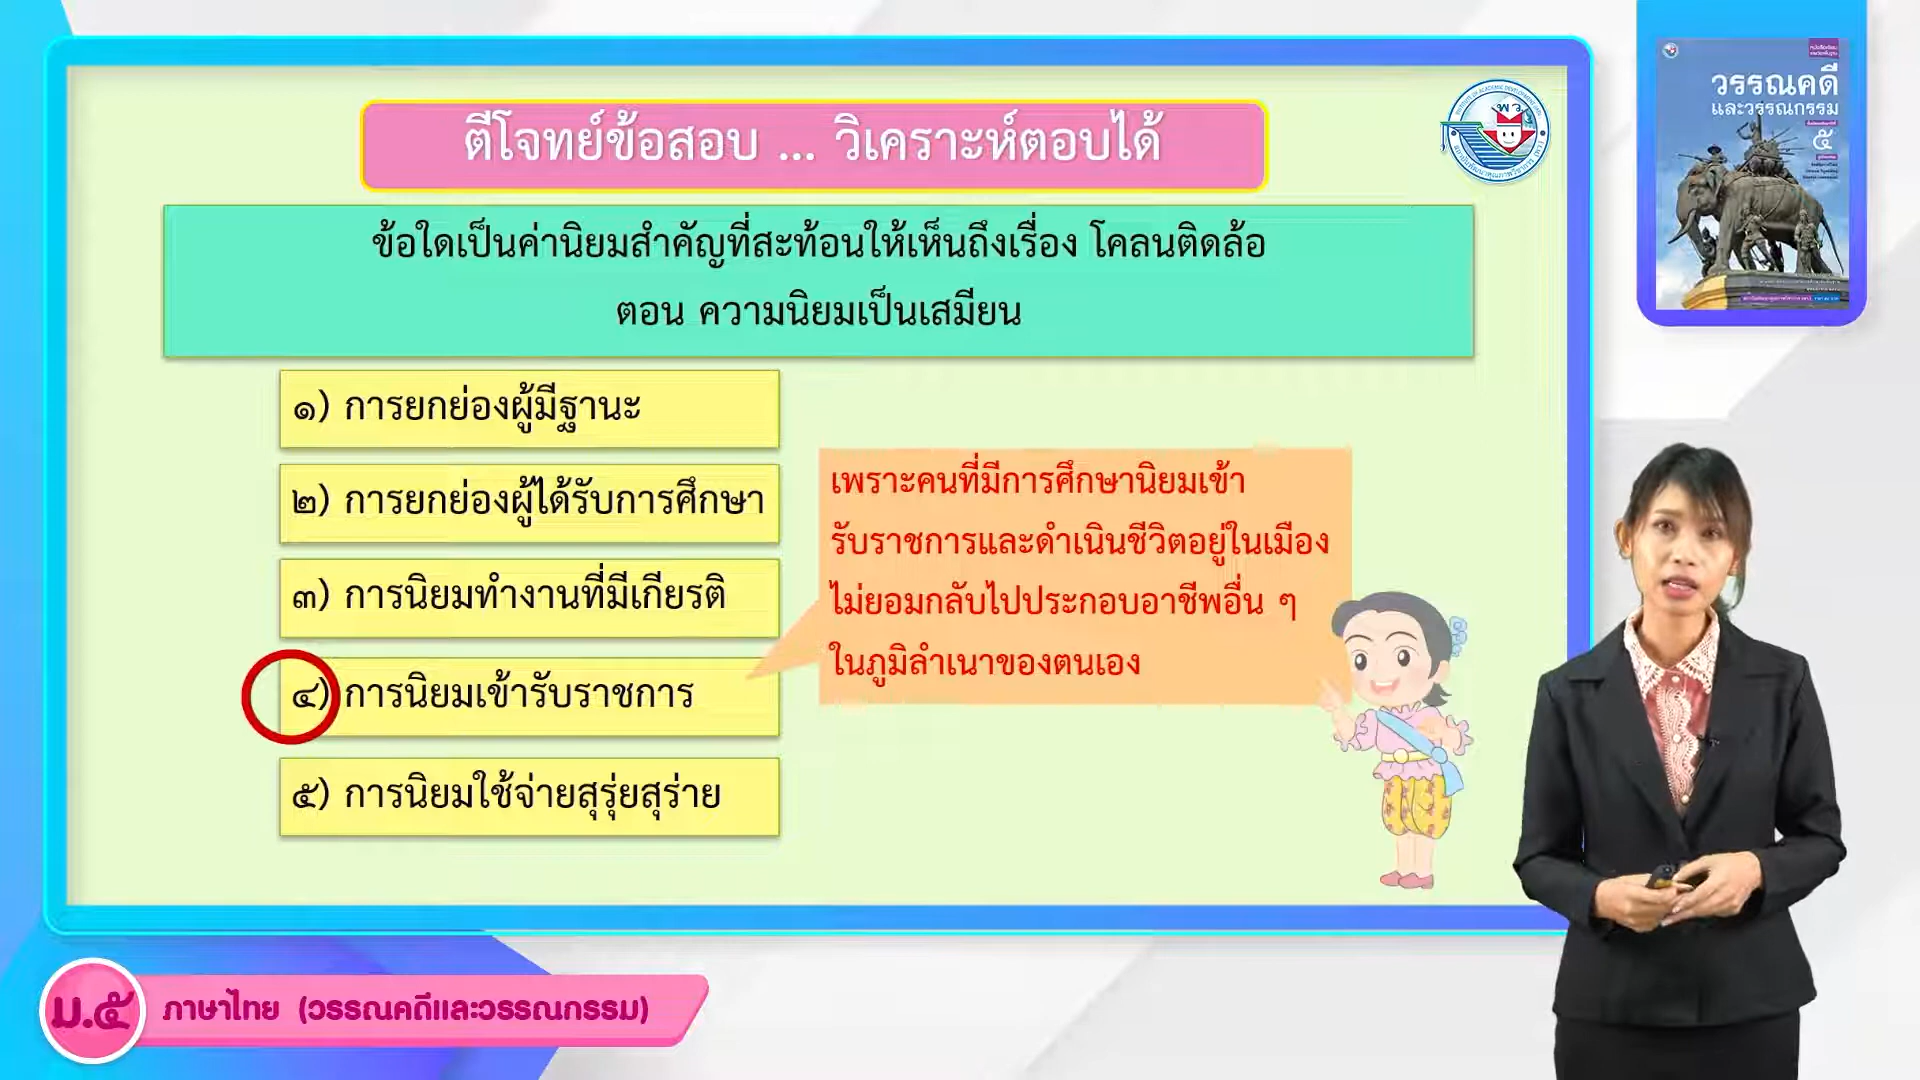 ตีโจทย์ข้อสอบ ... วิเคราะห์ตอบได้
ข้อใดเป็นค่านิยมสำคัญที่สะท้อนให้เห็นถึงเรื่อง โคลนติดล้อ
ตอน ความนิยมเป็นเสมียน
๑) การยกย่องผู้มีฐานะ
๒) การยกย่องผู้ได้รับการศึกษา
๓) การนิยมทำงานที่มีเกียรติ
๔) การนิยมเข้ารับราชการ
๕) การนิยมใช้จ่ายสุรุ่ยสุร่าย
เพราะคนที่มีการศึกษานิยมเข้า
รับราชการและดำเนินชีวิตอยู่ในเมือง
ไม่ยอมกลับไปประกอบอาชีพอื่น ๆ
ในภูมิลำเนาของตนเอง
พว
วรรณคดี
และวรรณกรรม
๕
ม.๕ ภาษาไทย (วรรณคดีและวรรณกรรม)